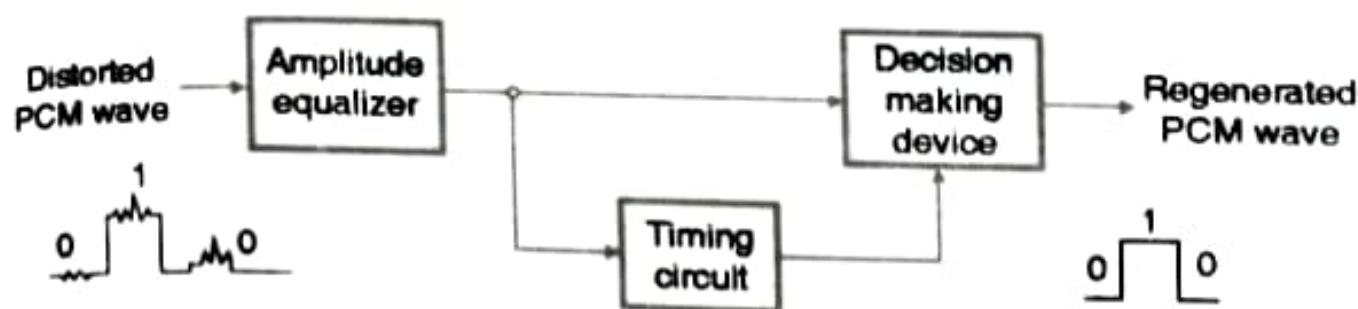 Distorted
PCM wave
Amplitude
equalizer
Decision
making
device
Regenerated
PCM wave
Timing
circuit
0
1
0
0
1
0